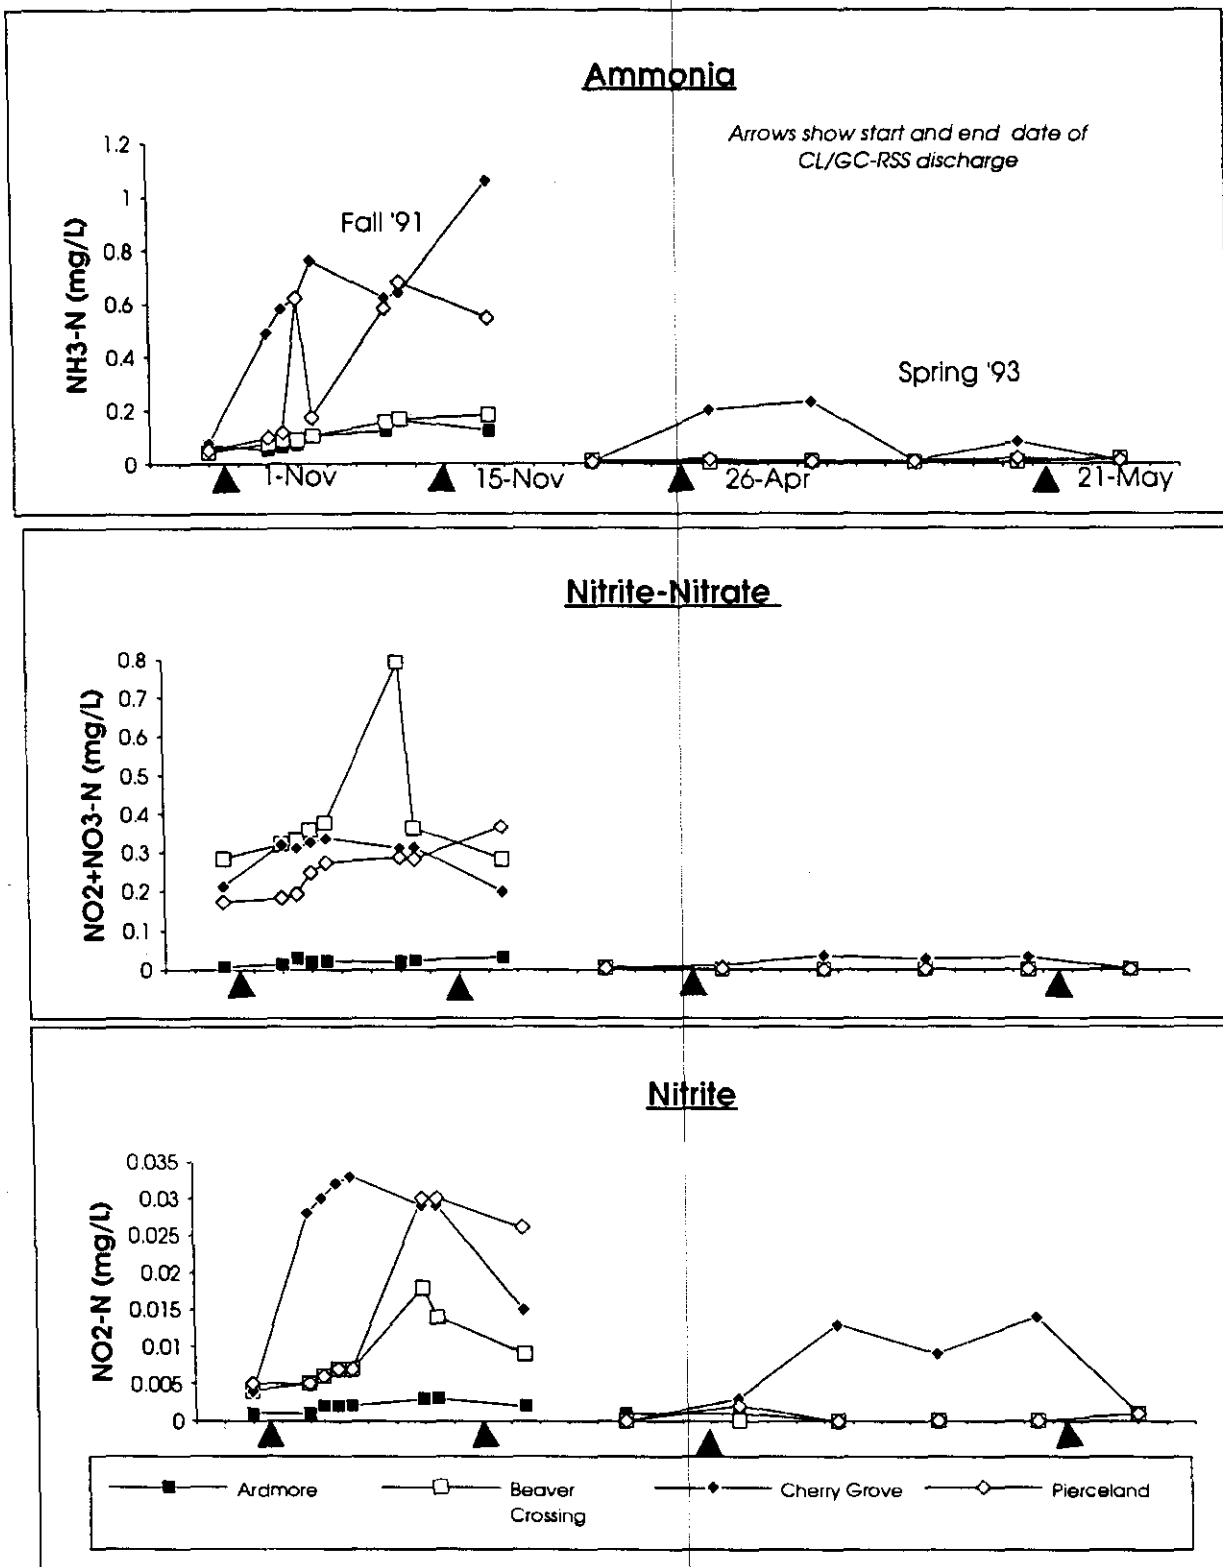 Ammonia
Arrows show start and end date of
CL/GC-RSS discharge
NH3-N (mg/L)
1.2
1
0.8
0.6
0.4
0.2
0
Fall '91
Spring '93
1-Nov
15-Nov
26-Apr
21-May
Nitrite-Nitrate
NO2+NO3-N (mg/L)
0.8
0.7
0.6
0.5
0.4
0.3
0.2
0.1
0
Nitrite
NO2-N (mg/L)
0.035
0.03
0.025
0.02
0.015
0.01
0.005
0
Ardmore
Beaver
Crossing
Cherry Grove
Pierceland